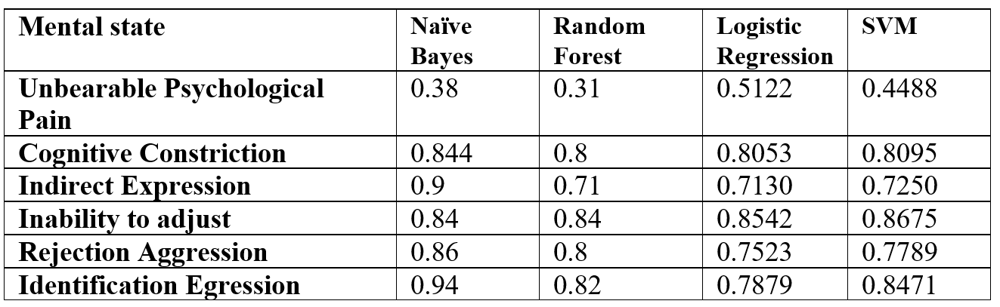 Mental state Naïve Bayes Random Forest Logistic Regression SVM
Unbearable Psychological Pain 0.38 0.31 0.5122 0.4488
Cognitive Constriction 0.844 0.8 0.8053 0.8095
Indirect Expression 0.9 0.71 0.7130 0.7250
Inability to adjust 0.84 0.84 0.8542 0.8675
Rejection Aggression 0.86 0.8 0.7523 0.7789
Identification Egression 0.94 0.82 0.7879 0.8471